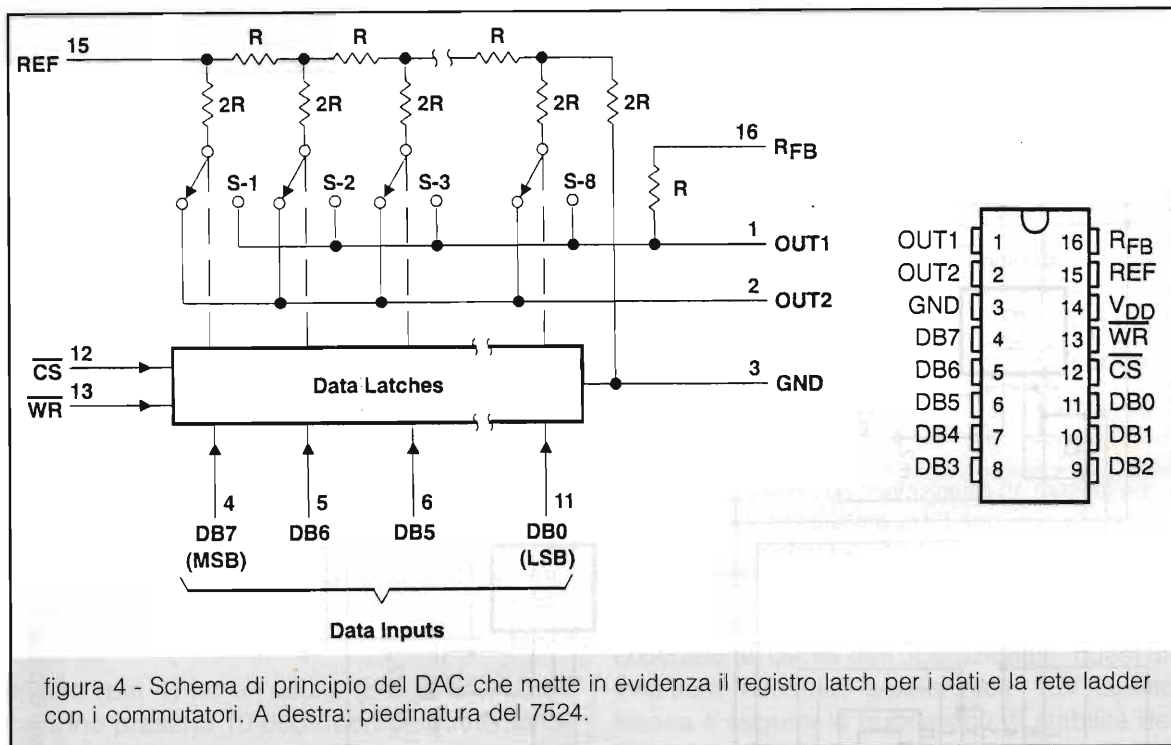 15
REF
R
R
R
2R
2R
2R
2R
2R
16
RFB
R
S-1
S-2
S-3
S-8
1
OUT1
2
OUT2
CS 12
WR 13
Data Latches
3
GND
4
5
6
11
DB7
(MSB)
DB6
DB5
DB0
(LSB)
Data Inputs
OUT1 1 16 RFB
OUT2 2 15 REF
GND 3 14 VDD
DB7 4 13 WR
DB6 5 12 CS
DB5 6 11 DB0
DB4 7 10 DB1
DB3 8 9 DB2
figura 4 - Schema di principio del DAC che mette in evidenza il registro latch per i dati e la rete ladder
con i commutatori. A destra: piedinatura del 7524.